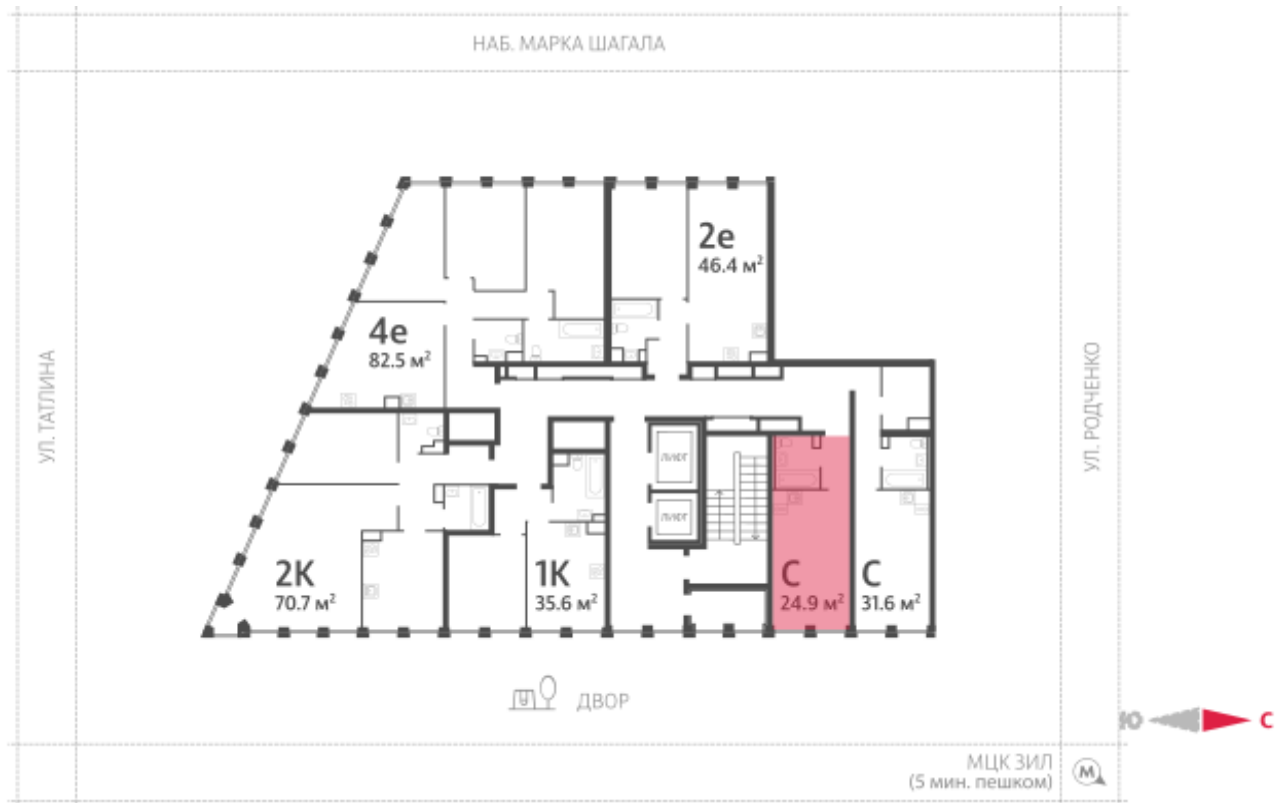 НАБ. МАРКА ШАГАЛА
УЛ. ТАТЛИНА
УЛ. РОДЧЕНКО
2е
46.4 м²
4е
82.5 м²
ЛИФТ
ЛИФТ
2К
70.7 м²
1К
35.6 м²
С
24.9 м²
С
31.6 м²
ДВОР
Ю
С
МЦК ЗИЛ
(5 мин. пешком)
М